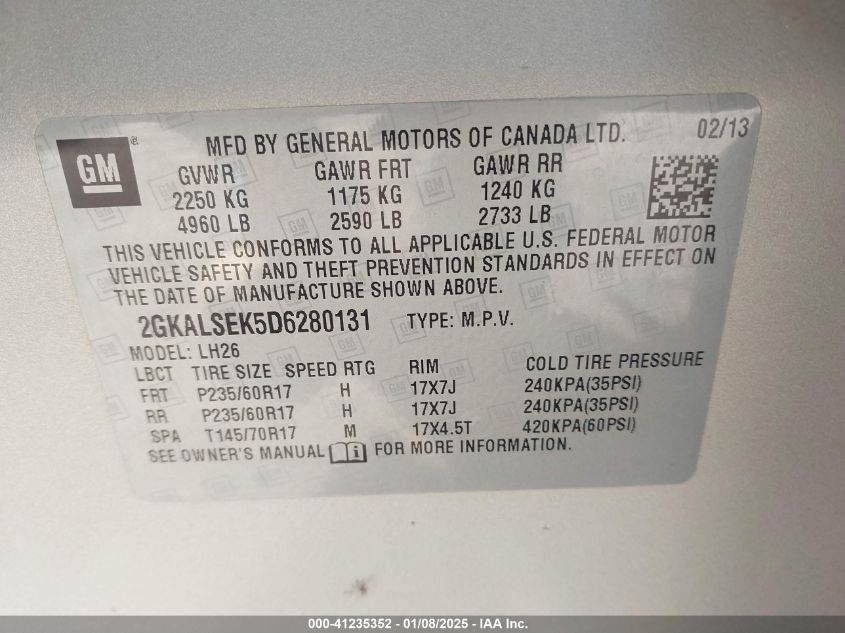 GM ®
MFD BY GENERAL MOTORS OF CANADA LTD. 02/13
GVWR GAWR FRT GAWR RR
2250 KG 1175 KG 1240 KG
4960 LB 2590 LB 2733 LB
THIS VEHICLE CONFORMS TO ALL APPLICABLE U.S. FEDERAL MOTOR
VEHICLE SAFETY AND THEFT PREVENTION STANDARDS IN EFFECT ON
THE DATE OF MANUFACTURE SHOWN ABOVE.
2GKALSEK5D6280131 TYPE: M.P.V.
MODEL: LH26
LBCT TIRE SIZE SPEED RTG RIM COLD TIRE PRESSURE
FRT P235/60R17 H 17X7J 240KPA(35PSI)
RR P235/60R17 H 17X7J 240KPA(35PSI)
SPA T145/70R17 M 17X4.5T 420KPA(60PSI)
SEE OWNER'S MANUAL FOR MORE INFORMATION.
000-41235352 - 01/08/2025 - IAA Inc.